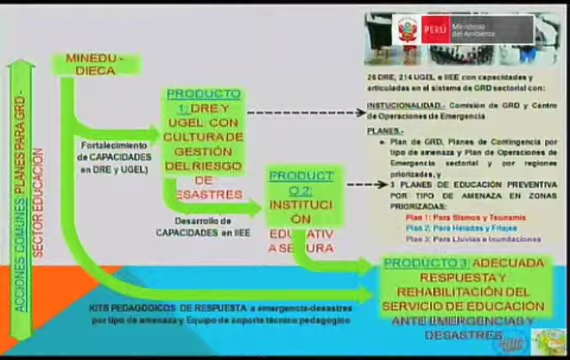 PERÚ
Ministerio
del Ambiente
MINEDU -
DIECA
ACCIONES COMUNES: PLANES PARA GRD -
SECTOR EDUCACIÓN
PRODUCTO
1: DRE Y
UGEL CON
CULTURA DE
GESTIÓN
DEL RIESGO
DE
DESASTRES
Fortalecimiento
de CAPACIDADES
en DRE y UGEL)
PRODUCT
O 2:
INSTITUCI
ÓN
EDUCATIV
A SEGURA
Desarrollo de
CAPACIDADES en IIEE
26 DRE, 214 UGEL e IIEE con capacidades y
articuladas en el sistema de GRD sectorial con:
INSTUCIONALIDAD.- Comisión de GRD y Centro
de Operaciones de Emergencia
PLANES.-
• Plan de GRD, Planes de Contingencia por
tipo de amenaza y Plan de Operaciones de
Emergencia sectorial y por regiones
priorizadas, y
• 3 PLANES DE EDUCACIÓN PREVENTIVA
POR TIPO DE AMENAZA EN ZONAS
PRIORIZADAS:
Plan 1: Para Sismos y Tsunamis
Plan 2: Para Heladas y Friajes
Plan 3: Para Lluvias e Inundaciones
PRODUCTO 3: ADECUADA
RESPUESTA Y
REHABILITACIÓN DEL
SERVICIO DE EDUCACIÓN
ANTE EMERGENCIAS Y
DESASTRES
KITS PEDAGOGICOS DE RESPUESTA a emergencia-desastres
por tipo de amenaza y Equipo de soporte técnico pedagógico